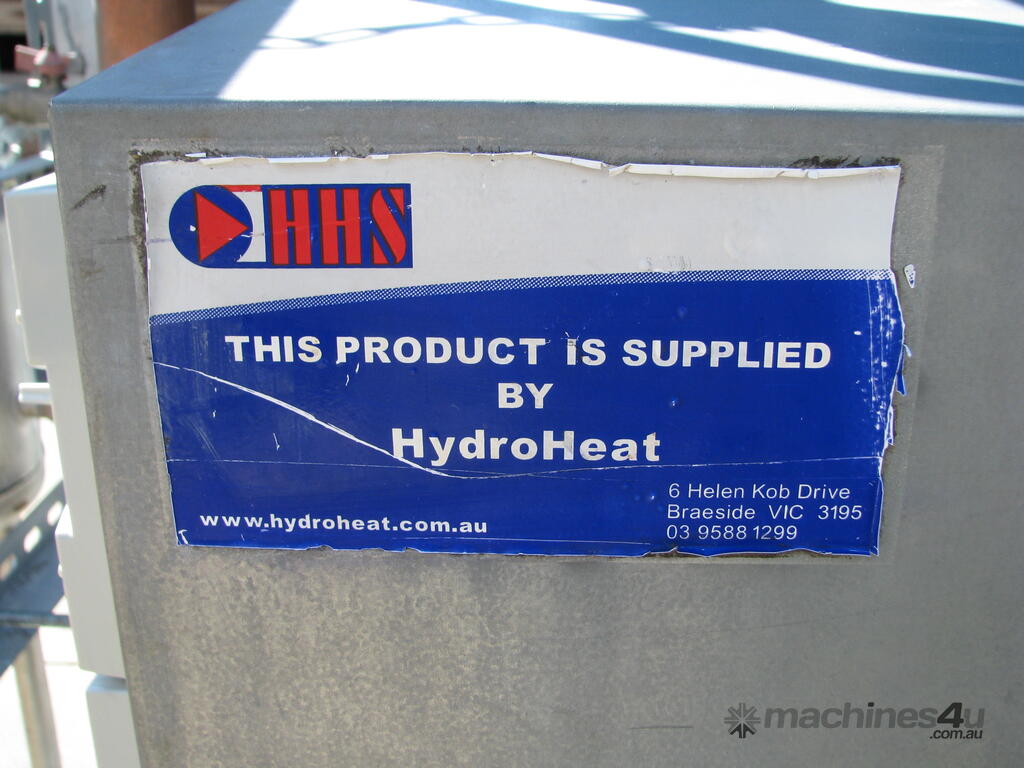 HHS
THIS PRODUCT IS SUPPLIED
BY
HydroHeat
6 Helen Kob Drive
Braeside VIC 3195
03 9588 1299
www.hydroheat.com.au
machines4u
.com.au